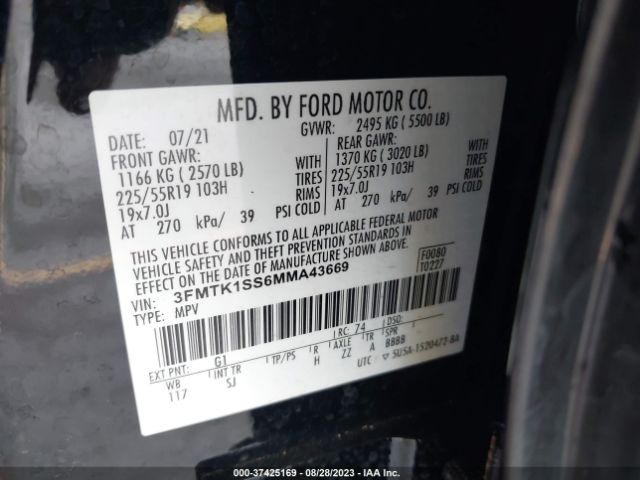 MFD. BY FORD MOTOR CO.
DATE: 07/21
GVWR: 2495 KG ( 5500 LB)
FRONT GAWR:
1166 KG ( 2570 LB) WITH
225/55R19 103H TIRES
19x7.0J RIMS
AT 270 kPa/ 39 PSI COLD
REAR GAWR:
1370 KG ( 3020 LB) WITH
225/55R19 103H TIRES
19x7.0J RIMS
AT 270 kPa/ 39 PSI COLD
THIS VEHICLE CONFORMS TO ALL APPLICABLE FEDERAL MOTOR
VEHICLE SAFETY AND THEFT PREVENTION STANDARDS IN
EFFECT ON THE DATE OF MANUFACTURE SHOWN ABOVE.
F0080
T0227
VIN: 3FMTK1SS6MMA43669
TYPE: MPV
EXT PNT: G1 RC: 74 DSO:
WB INT TR TP/PS R AXLE TR SPR
117 SJ H ZZ A BBBB
UTC 5U5A-1520472-BA
000-37425169 - 08/28/2023 - IAA Inc.